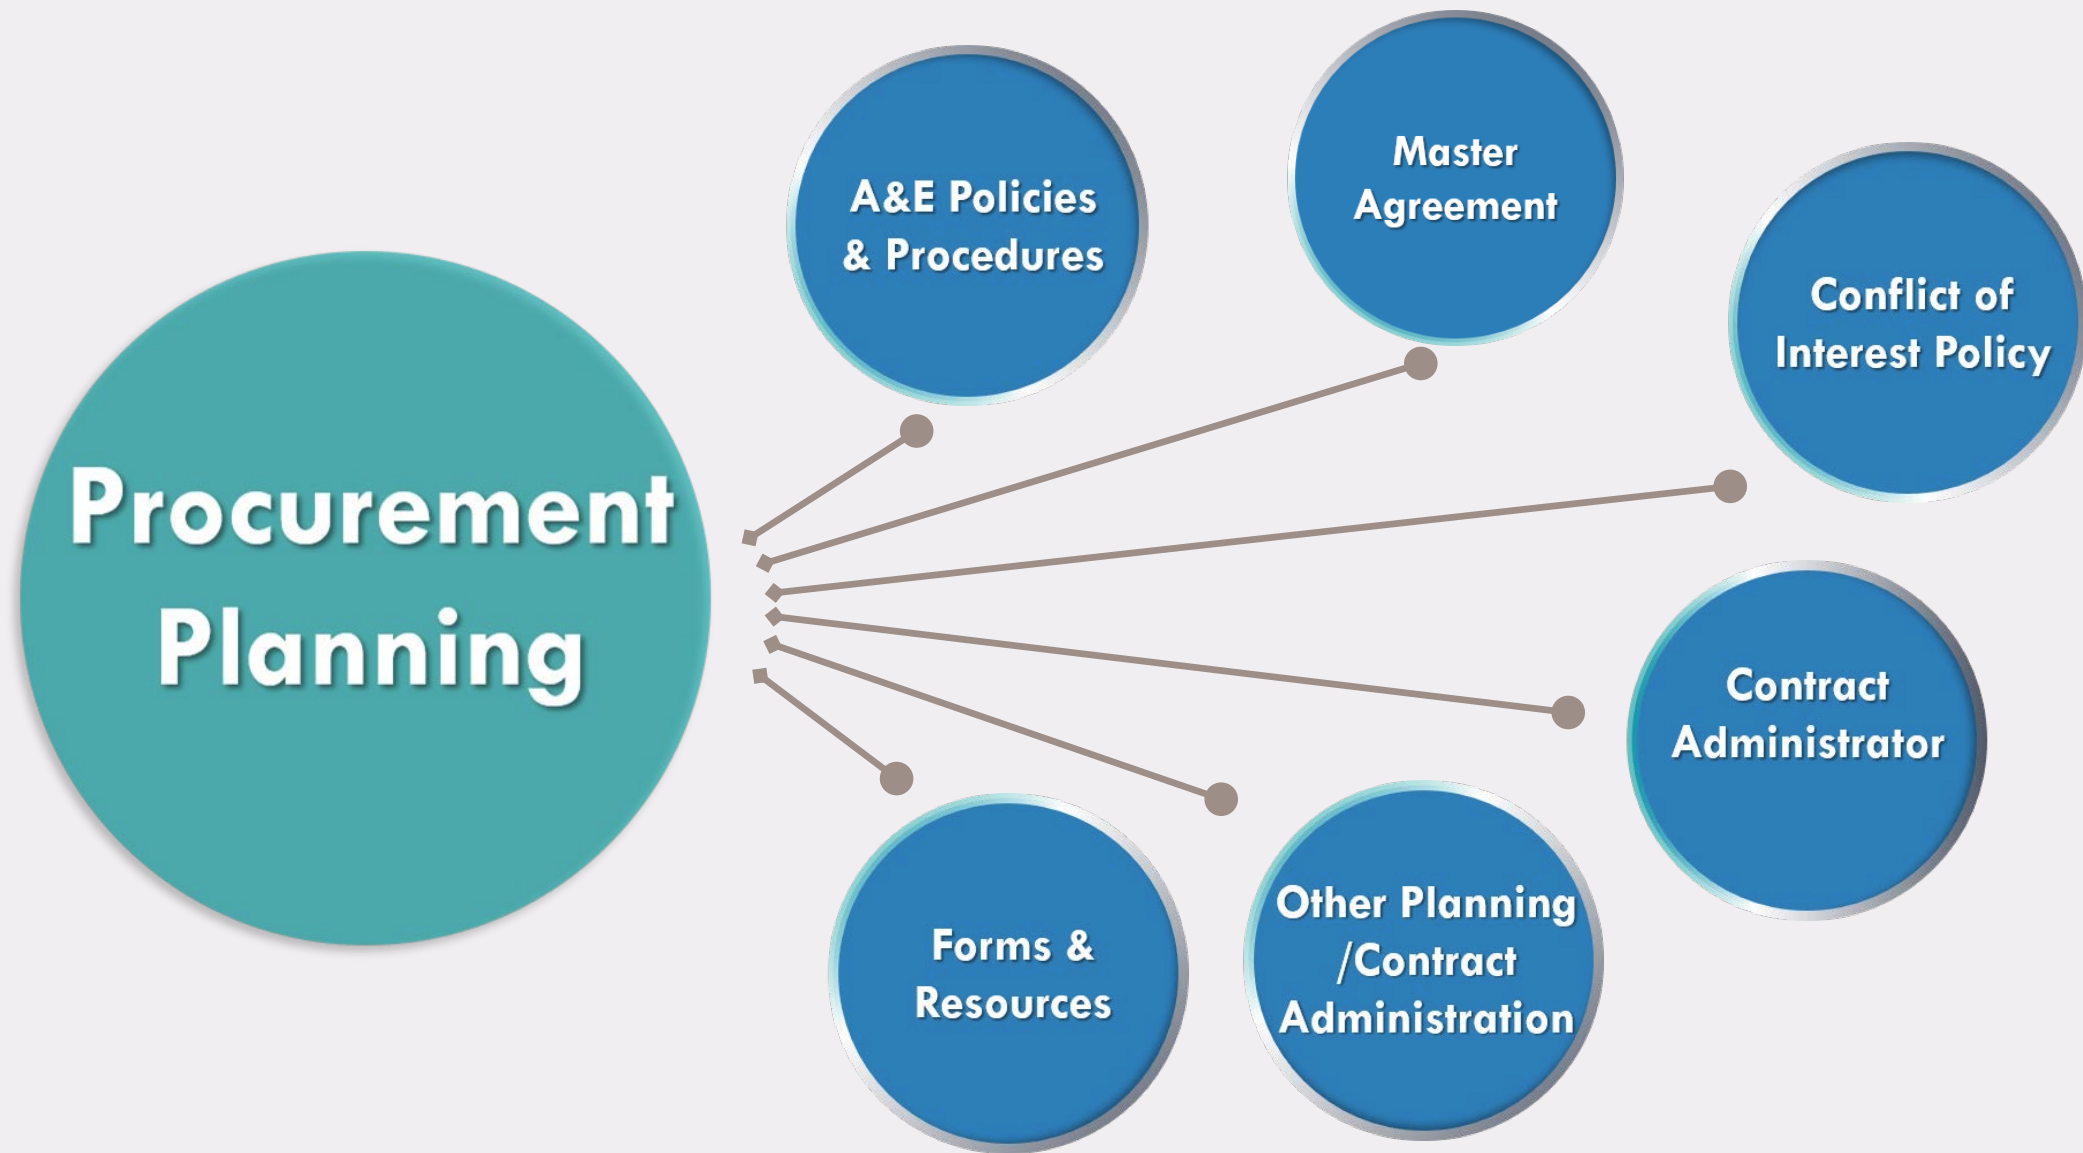 Procurement
Planning
A&E Policies
& Procedures
Master
Agreement
Conflict of
Interest Policy
Contract
Administrator
Other Planning
/Contract
Administration
Forms &
Resources